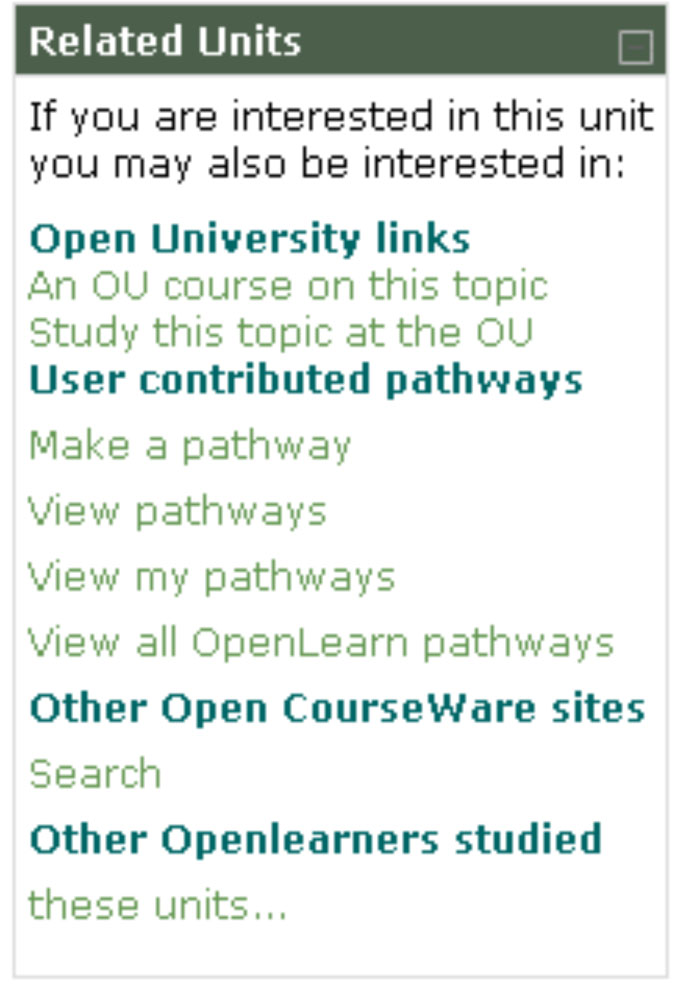 Related Units
If you are interested in this unit
you may also be interested in:
Open University links
An OU course on this topic
Study this topic at the OU
User contributed pathways
Make a pathway
View pathways
View my pathways
View all OpenLearn pathways
Other Open CourseWare sites
Search
Other Openlearners studied
these units...